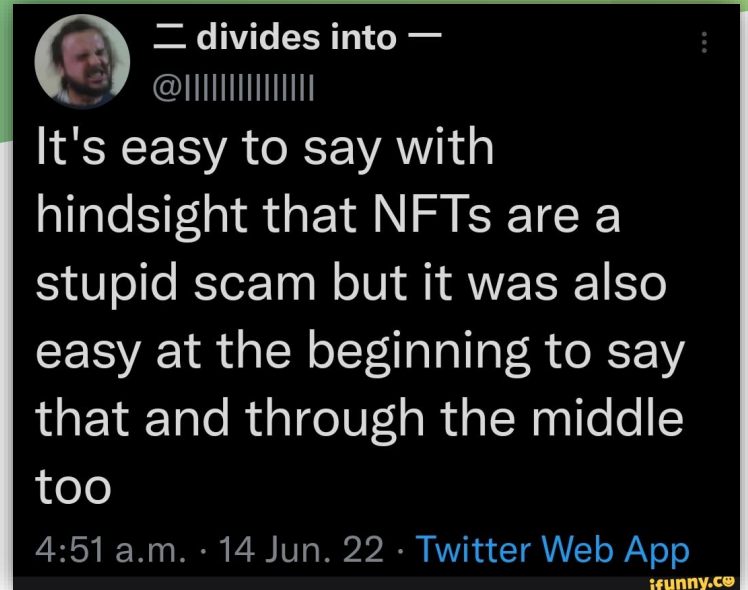 二 divides into 一
@|||||||||||||||
It's easy to say with
hindsight that NFTs are a
stupid scam but it was also
easy at the beginning to say
that and through the middle
too
4:51 a.m. · 14 Jun. 22 · Twitter Web App
ifunny.co